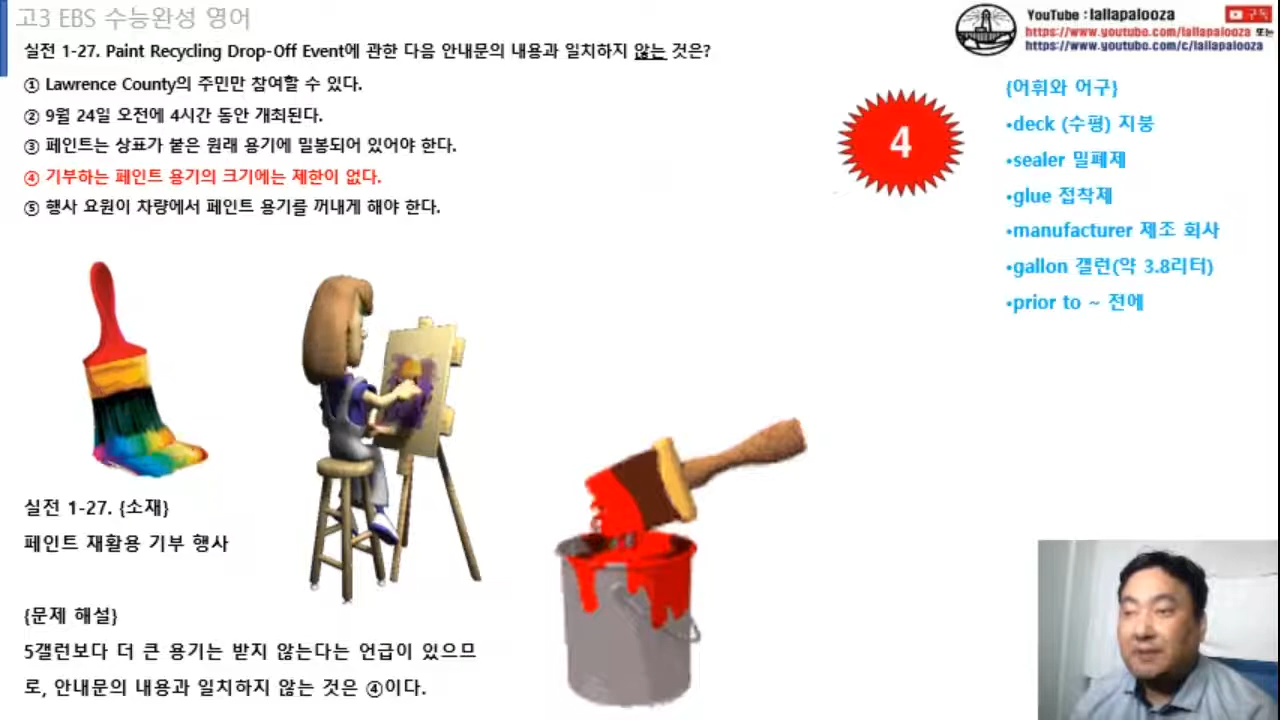 고3 EBS 수능완성 영어
YouTube : lallapalooza
구독
https://www.youtube.com/lallapalooza 또는
https://www.youtube.com/c/lallapalooza
실전 1-27. Paint Recycling Drop-Off Event에 관한 다음 안내문의 내용과 일치하지 않는 것은?
① Lawrence County의 주민만 참여할 수 있다.
② 9월 24일 오전에 4시간 동안 개최된다.
③ 페인트는 상표가 붙은 원래 용기에 밀봉되어 있어야 한다.
④ 기부하는 페인트 용기의 크기에는 제한이 없다.
⑤ 행사 요원이 차량에서 페인트 용기를 꺼내게 해야 한다.
4
{어휘와 어구}
•deck (수평) 지붕
•sealer 밀폐제
•glue 접착제
•manufacturer 제조 회사
•gallon 갤런(약 3.8리터)
•prior to ~ 전에
실전 1-27. {소재}
페인트 재활용 기부 행사
{문제 해설}
5갤런보다 더 큰 용기는 받지 않는다는 언급이 있으므
로, 안내문의 내용과 일치하지 않는 것은 ④이다.